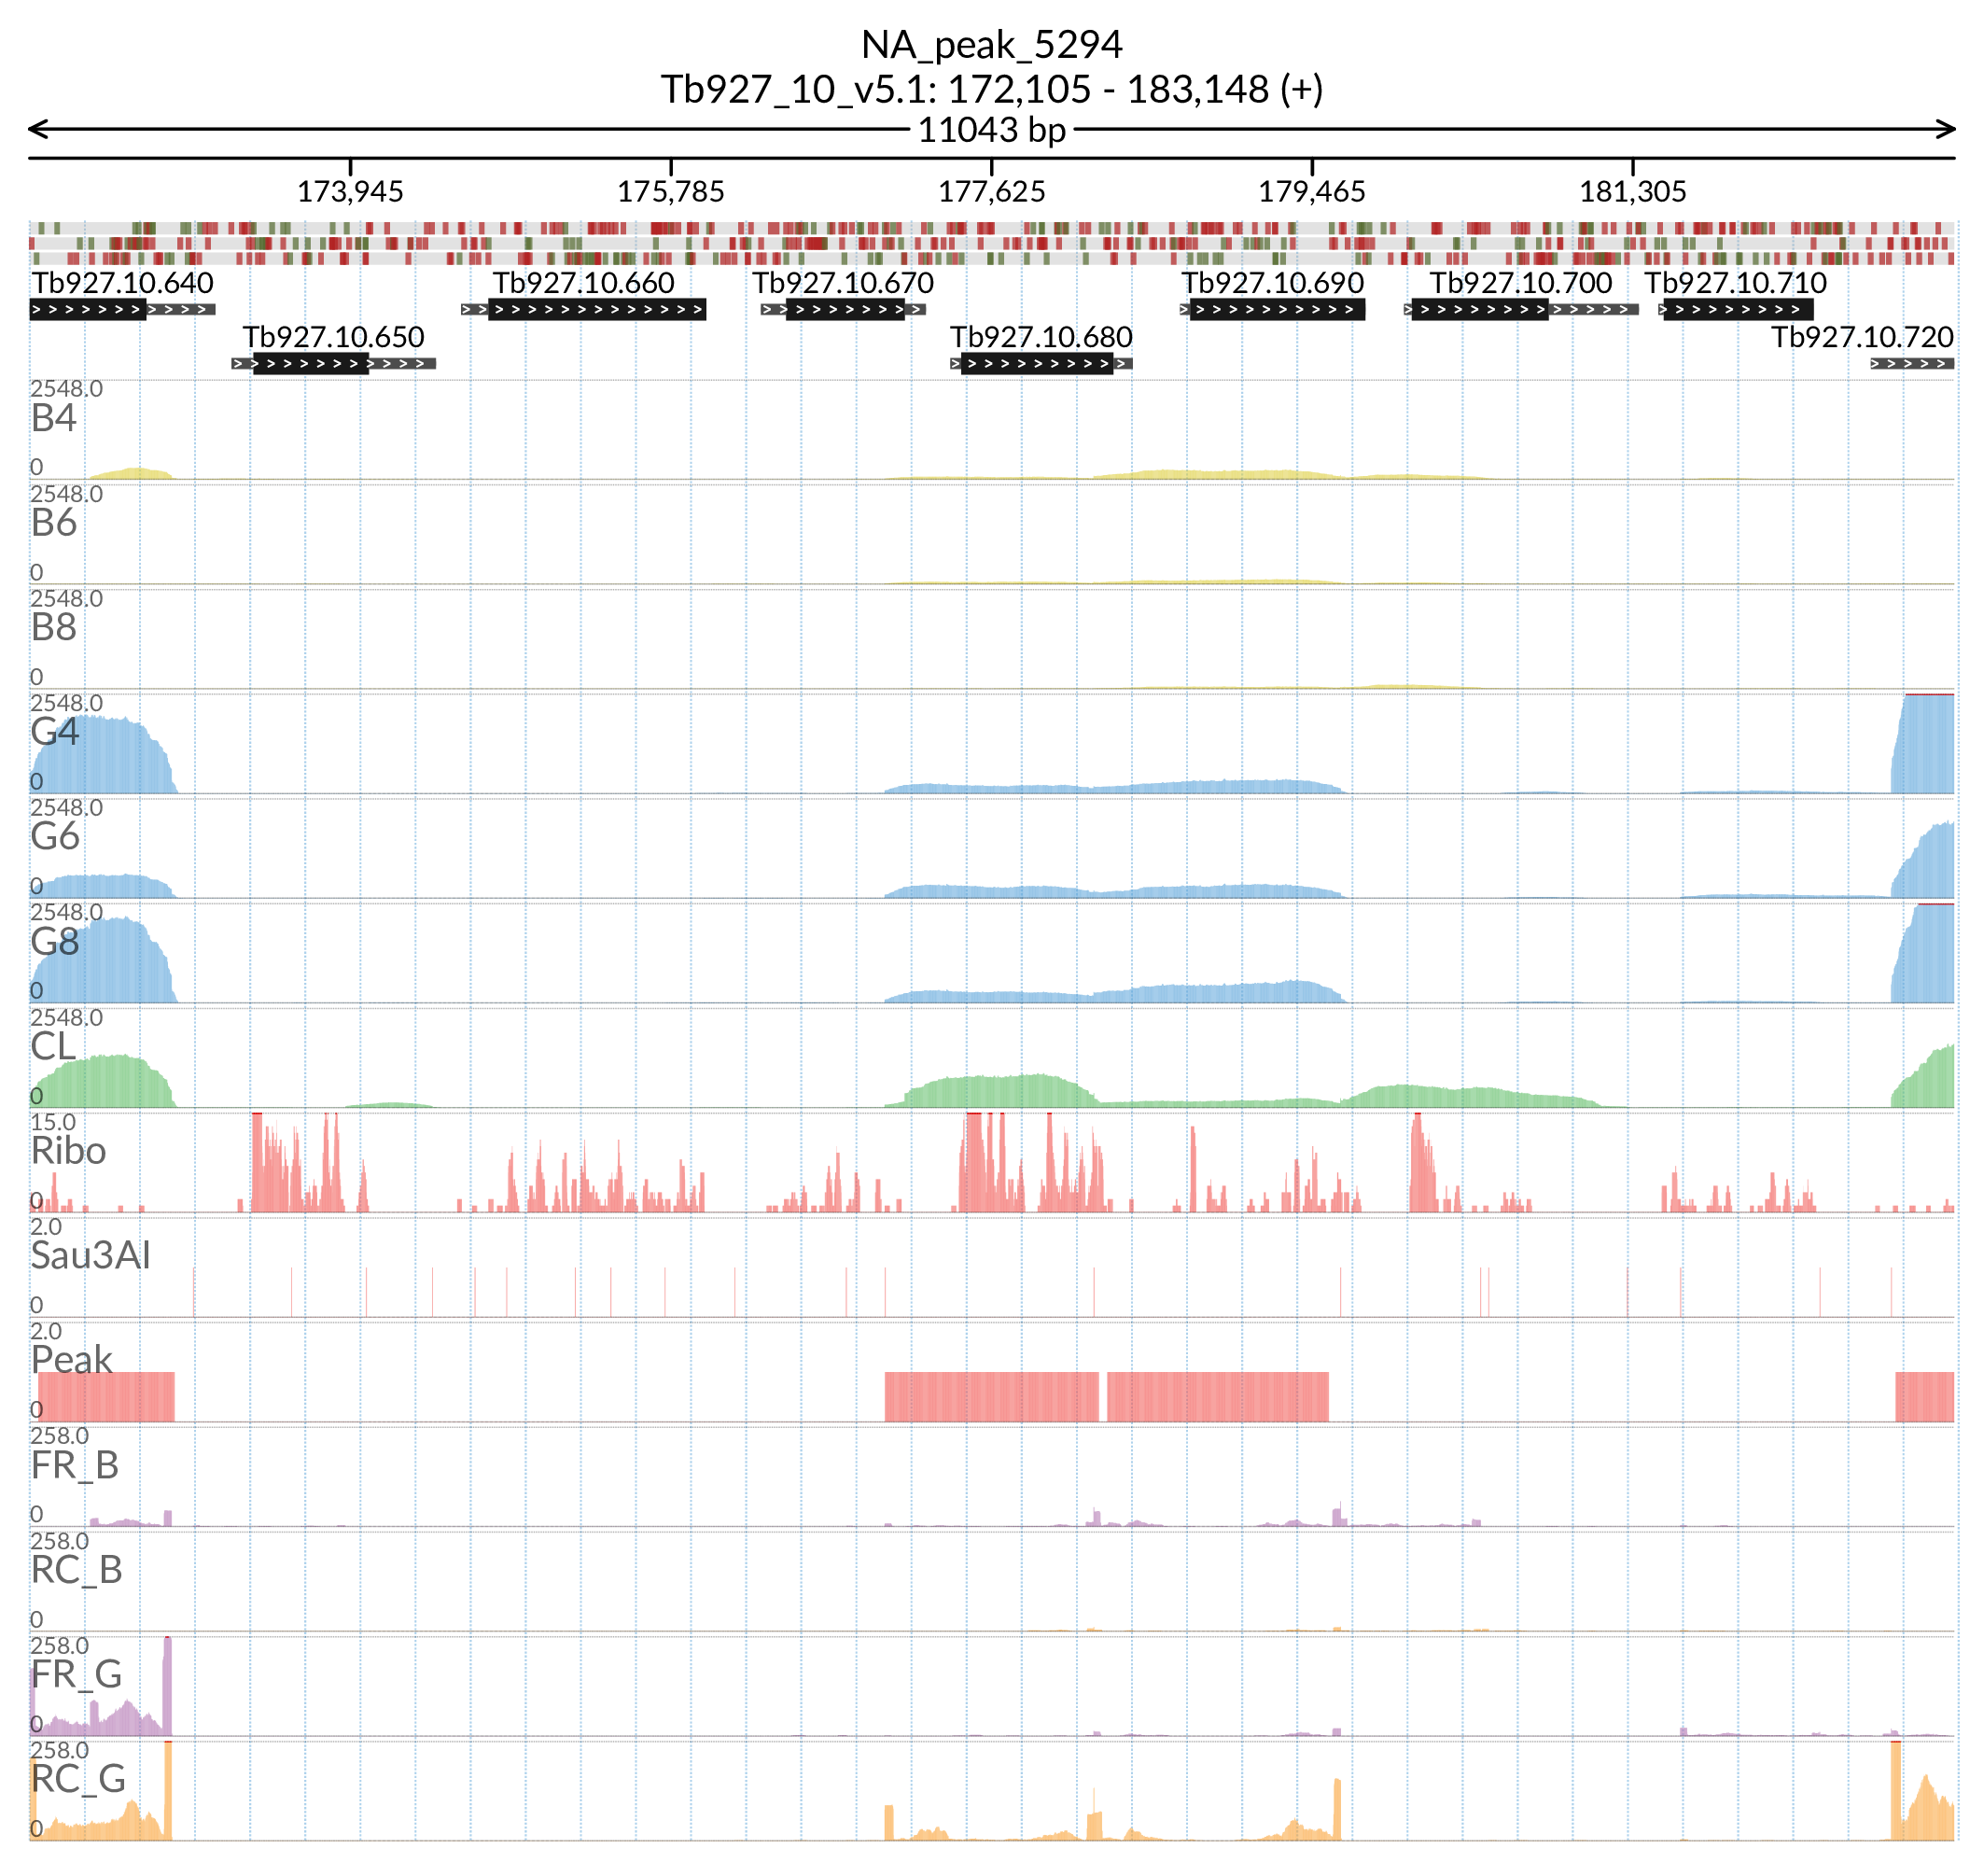 NA_peak_5294
Tb927_10_v5.1: 172,105 - 183,148 (+)
11043 bp
173,945 175,785 177,625 179,465 181,305
Tb927.10.640 Tb927.10.660 Tb927.10.670 Tb927.10.690 Tb927.10.700 Tb927.10.710
Tb927.10.650 Tb927.10.680 Tb927.10.720
2548.0
B4
0
2548.0
B6
0
2548.0
B8
0
2548.0
G4
0
2548.0
G6
0
2548.0
G8
0
2548.0
CL
0
15.0
Ribo
0
2.0
Sau3AI
0
2.0
Peak
0
258.0
FR_B
0
258.0
RC_B
0
258.0
FR_G
0
258.0
RC_G
0